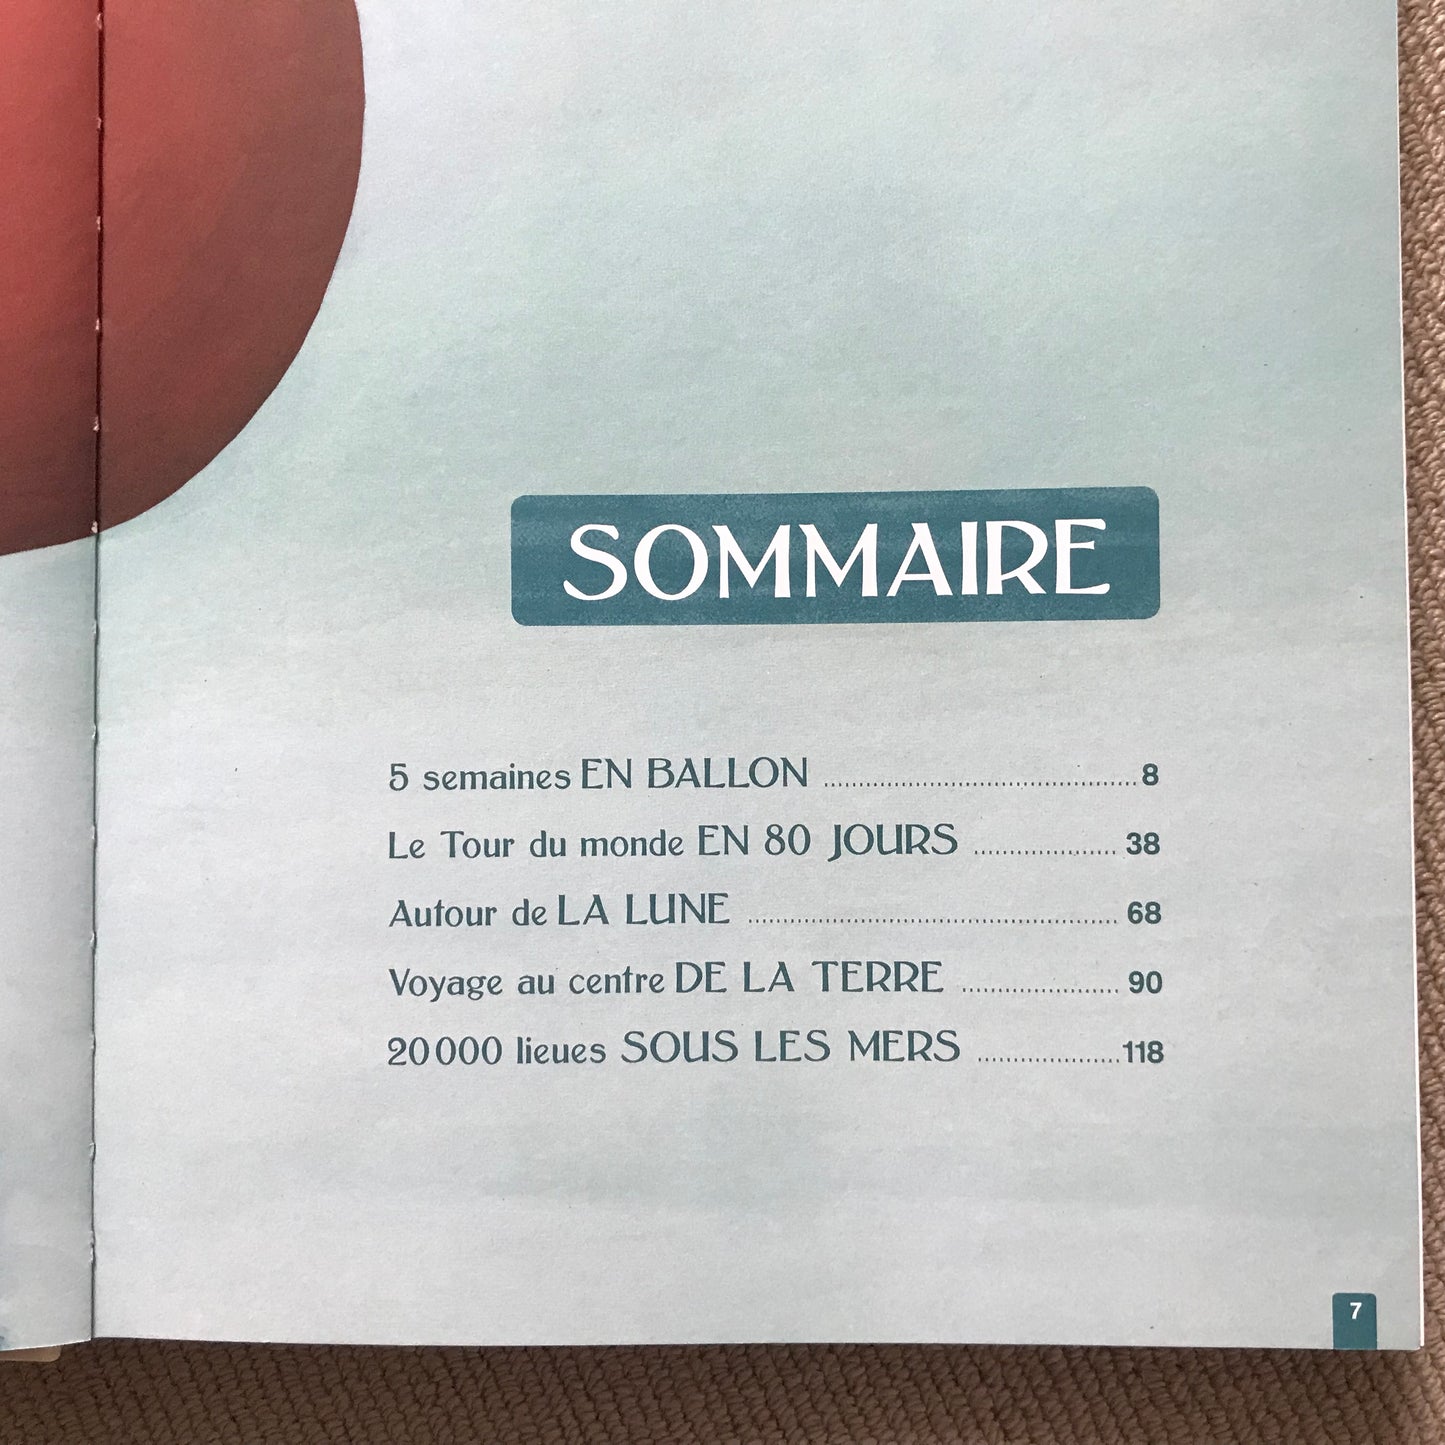 SOMMAIRE
5 semaines EN BALLON ........................................ 8
Le Tour du monde EN 80 JOURS .................... 38
Autour de LA LUNE .................................................... 68
Voyage au centre DE LA TERRE ...................... 90
20 000 lieues SOUS LES MERS .................... 118
7